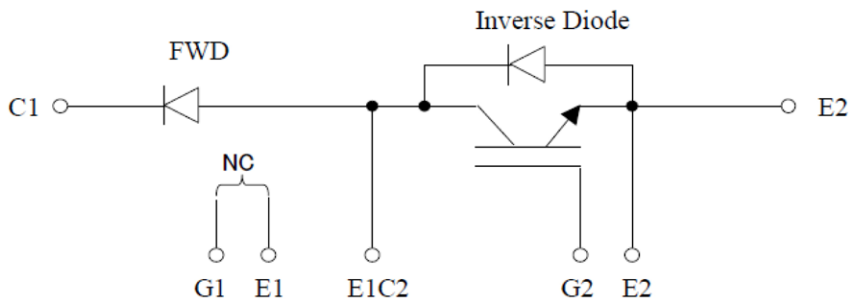 Inverse Diode
FWD
C1
E2
NC
G1 E1 E1C2 G2 E2